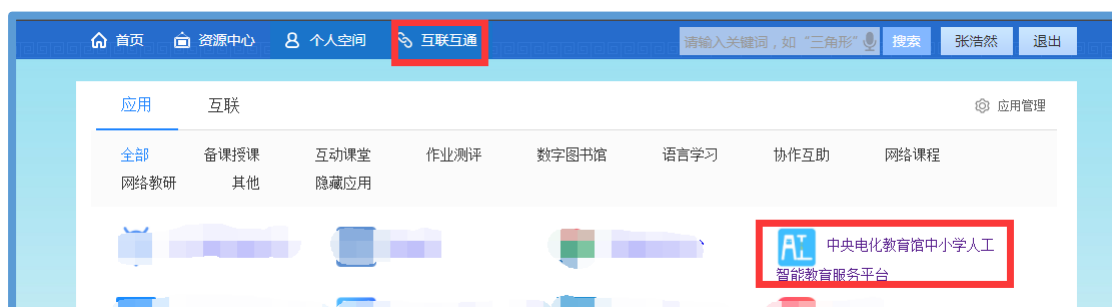 首页 资源中心 个人空间 互联互通 请输入关键词，如“三角形” 搜索 张浩然 退出
应用 互联 应用管理
全部 备课授课 互动课堂 作业测评 数字图书馆 语言学习 协作互助 网络课程
网络教研 其他 隐藏应用
AI 中央电化教育馆中小学人工
智能教育服务平台